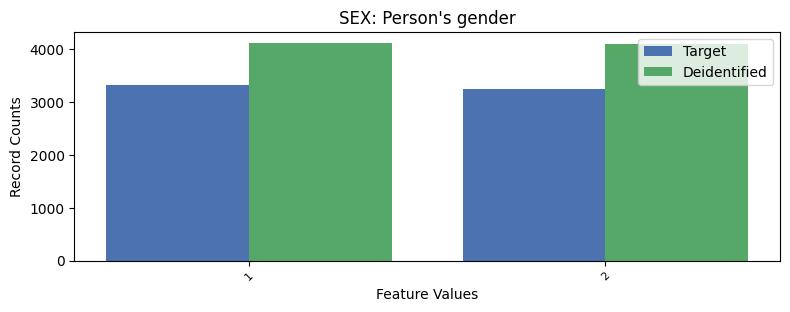 SEX: Person's gender
Target
Deidentified
Record Counts
4000
3000
2000
1000
0
1
2
Feature Values